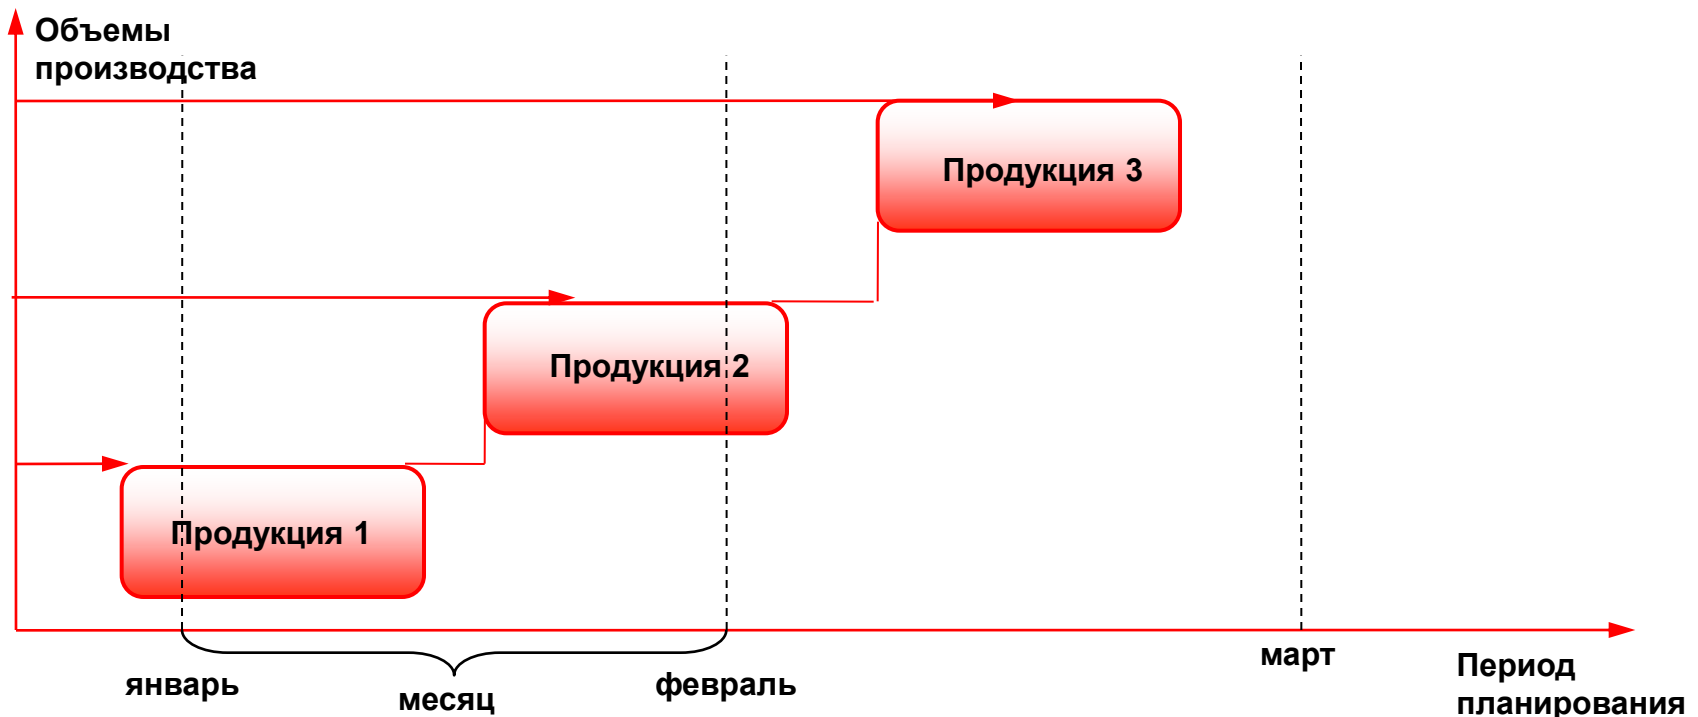 Объемы
производства
Продукция 3
Продукция 2
Продукция 1
январь
месяц
февраль
март
Период
планирования